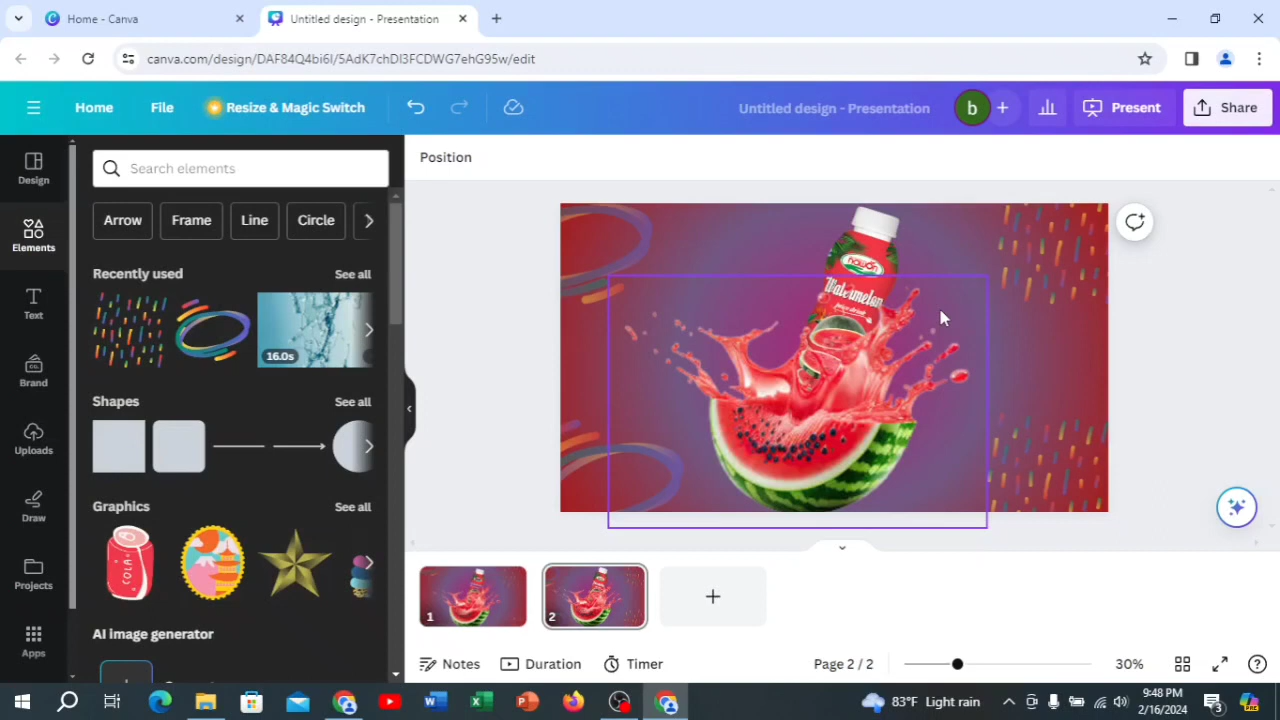 Home - Canva
Untitled design - Presentation
canva.com/design/DAF84Q4bi6I/5AdK7chDI3FCDWG7ehG95w/edit
Home
File
Resize & Magic Switch
Untitled design - Presentation
b
Present
Share
Design
Elements
Text
Brand
Uploads
Draw
Projects
Apps
Search elements
Arrow
Frame
Line
Circle
Recently used
See all
16.0s
Shapes
See all
Graphics
See all
COLA
AI image generator
Position
Watermelon
1
2
Notes
Duration
Timer
Page 2 / 2
30%
83°F Light rain
9:48 PM
2/16/2024
3